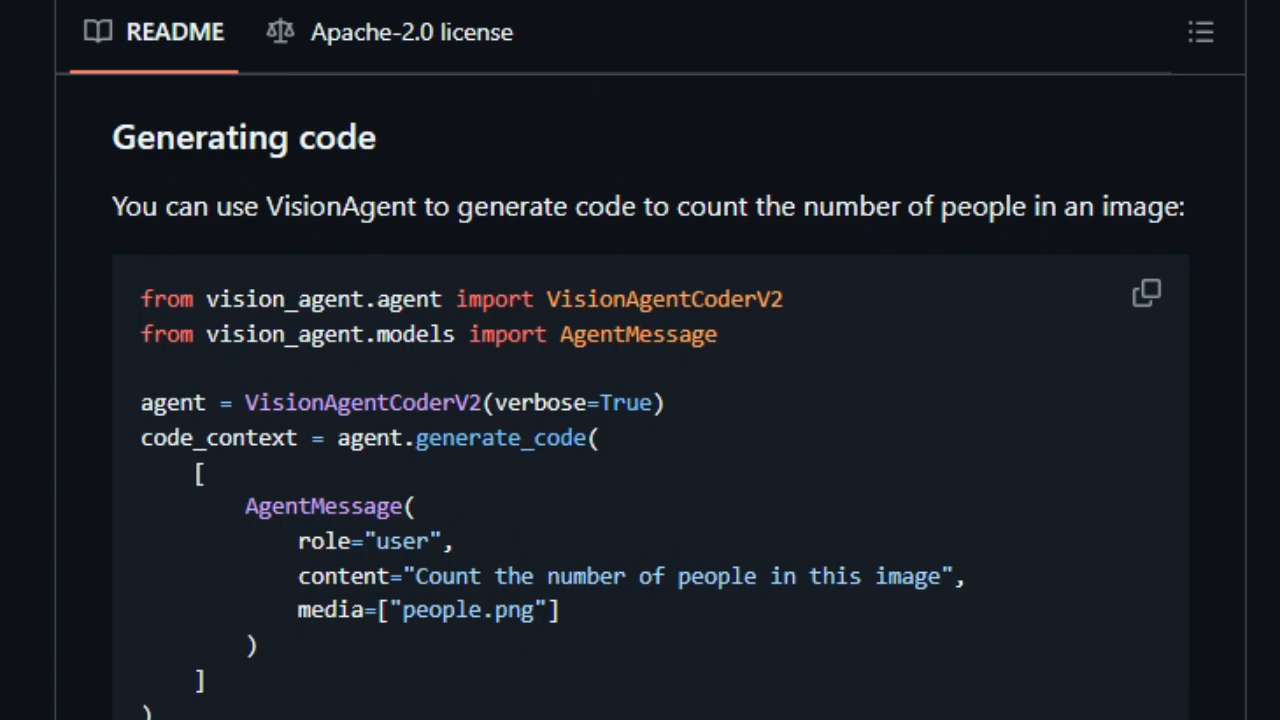 README
Apache-2.0 license
Generating code
You can use VisionAgent to generate code to count the number of people in an image:
from vision_agent.agent import VisionAgentCoderV2
from vision_agent.models import AgentMessage
agent = VisionAgentCoderV2(verbose=True)
code_context = agent.generate_code(
    [
        AgentMessage(
            role="user",
            content="Count the number of people in this image",
            media=["people.png"]
        )
    ]
)